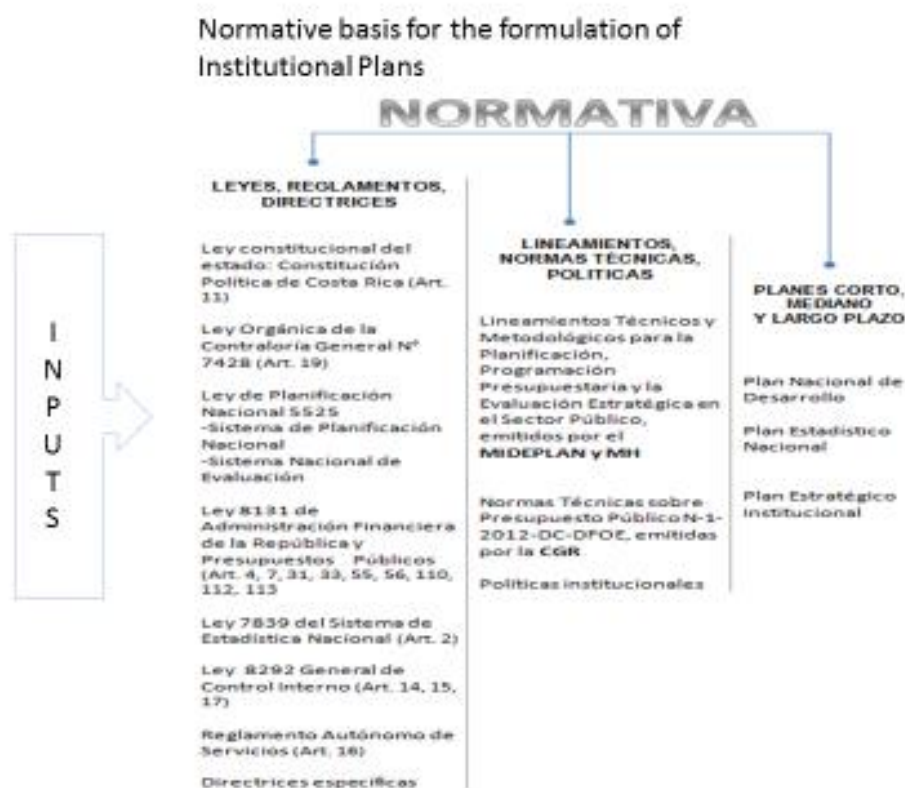 Normative basis for the formulation of
Institutional Plans
NORMATIVA
INPUTS
LEYES, REGLAMENTOS,
DIRECTRICES
Ley constitucional del
estado: Constitución
Política de Costa Rica (Art.
11)
Ley Orgánica de la
Contraloría General N°
7428 (Art. 19)
Ley de Planificación
Nacional 5525
-Sistema de Planificación
Nacional
-Sistema Nacional de
Evaluación
Ley 8131 de
Administración Financiera
de la República y
Presupuestos Públicos
(Art. 4, 7, 31, 33, 55, 56, 110,
112, 113
Ley 7839 del Sistema de
Estadística Nacional (Art. 2)
Ley 8292 General de
Control Interno (Art. 14, 15,
17)
Reglamento Autónomo de
Servicios (Art. 16)
Directrices específicas
LINEAMIENTOS,
NORMAS TÉCNICAS,
POLITICAS
Lineamientos Técnicos y
Metodológicos para la
Planificación,
Programación
Presupuestaria y la
Evaluación Estratégica en
el Sector Público,
emitidos por el
MIDEPLAN y MH
Normas Técnicas sobre
Presupuesto Público N-1-
2012-DC-DFOE, emitidas
por la CGR
Políticas institucionales
PLANES CORTO,
MEDIANO
Y LARGO PLAZO
Plan Nacional de
Desarrollo
Plan Estadístico
Nacional
Plan Estratégico
Institucional